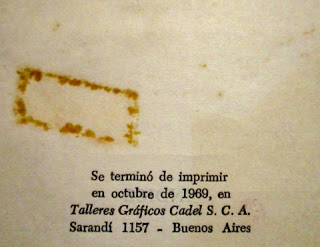 Se terminó de imprimir
en octubre de 1969, en
Talleres Gráficos Cadel S. C. A.
Sarandí 1157 - Buenos Aires